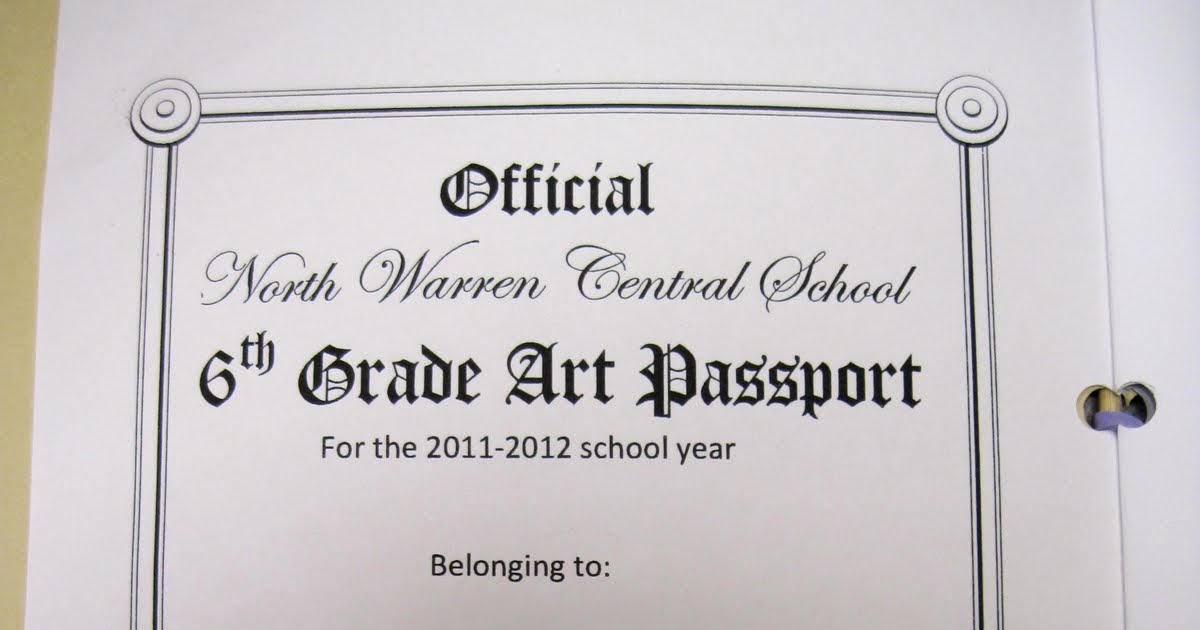 Official
North Warren Central School
6th Grade Art Passport
For the 2011-2012 school year
Belonging to: